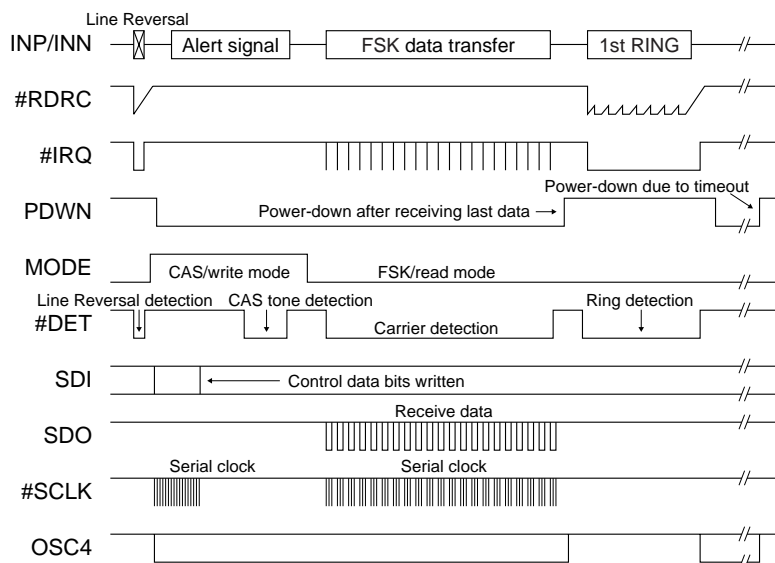 Line Reversal
INP/INN
Alert signal
FSK data transfer
1st RING
#RDRC
#IRQ
Power-down due to timeout
PDWN
Power-down after receiving last data
MODE
CAS/write mode
FSK/read mode
Line Reversal detection
CAS tone detection
Ring detection
#DET
Carrier detection
SDI
Control data bits written
Receive data
SDO
Serial clock
Serial clock
#SCLK
OSC4